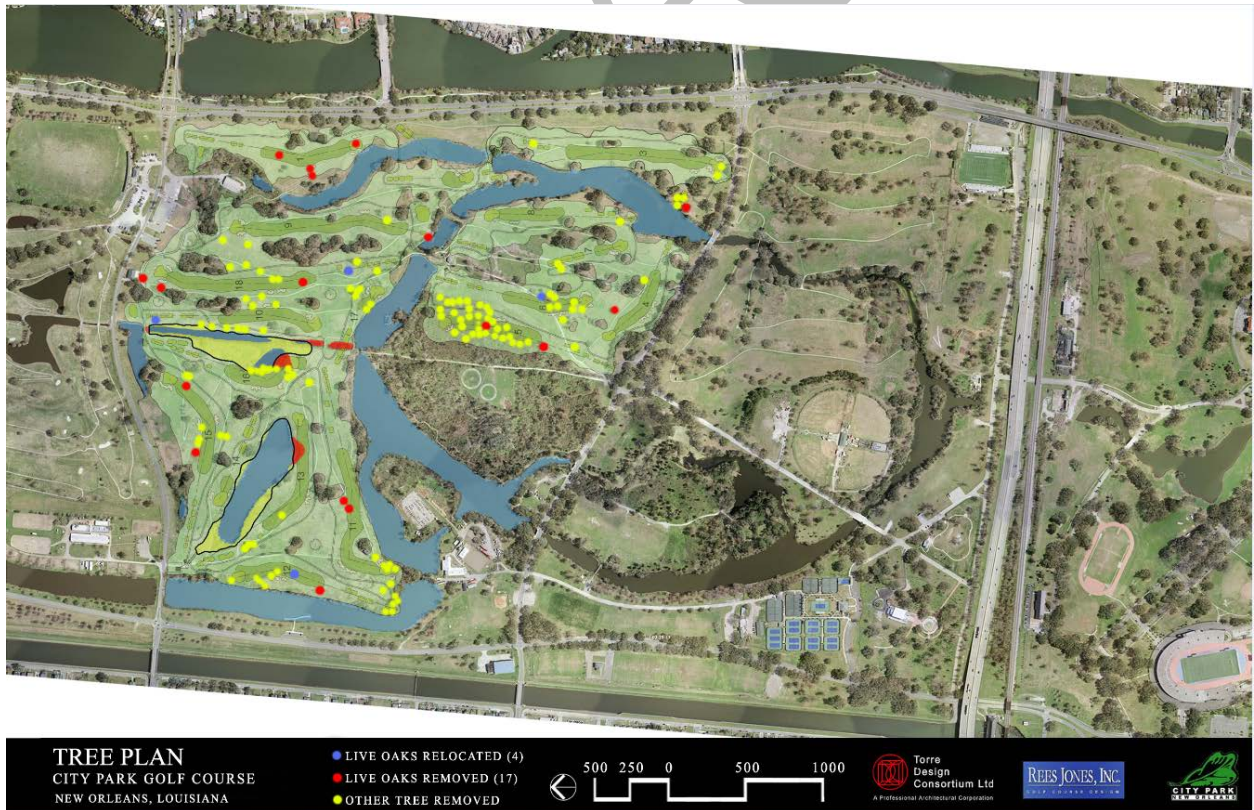 TREE PLAN
CITY PARK GOLF COURSE
NEW ORLEANS, LOUISIANA
LIVE OAKS RELOCATED (4)
LIVE OAKS REMOVED (17)
OTHER TREE REMOVED
500 250 0 500 1000
Torre
Design
Consortium Ltd
A Professional Architectural Corporation
REES JONES, INC.
GOLF COURSE DESIGN
CITY PARK
NEW ORLEANS